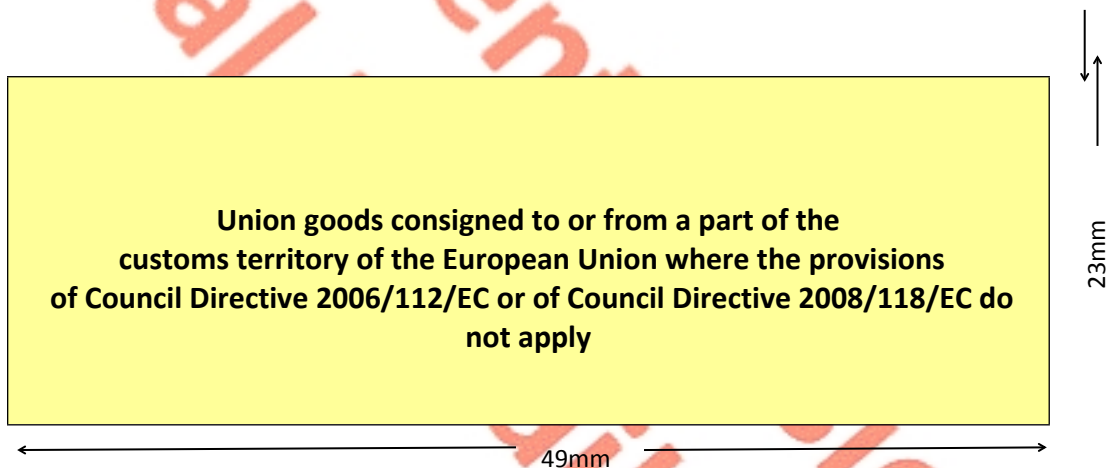 Union goods consigned to or from a part of the
customs territory of the European Union where the provisions
of Council Directive 2006/112/EC or of Council Directive 2008/118/EC do
not apply
23mm
49mm